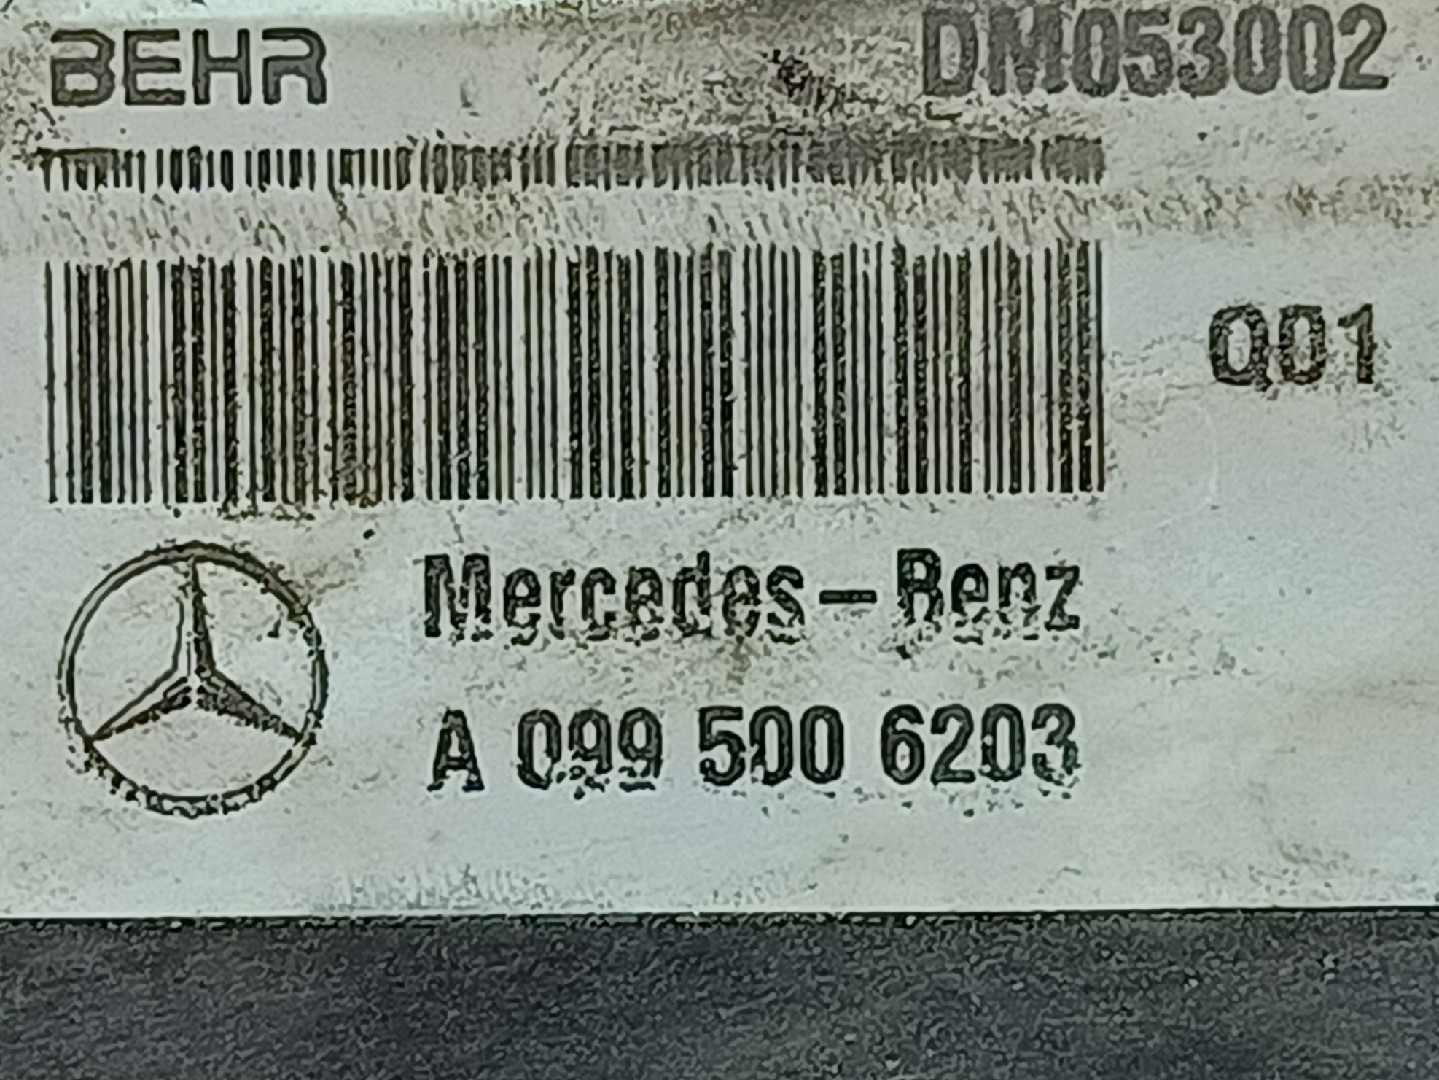 BEHR DM053002
Q01
Mercedes-Benz
A 099 500 6203